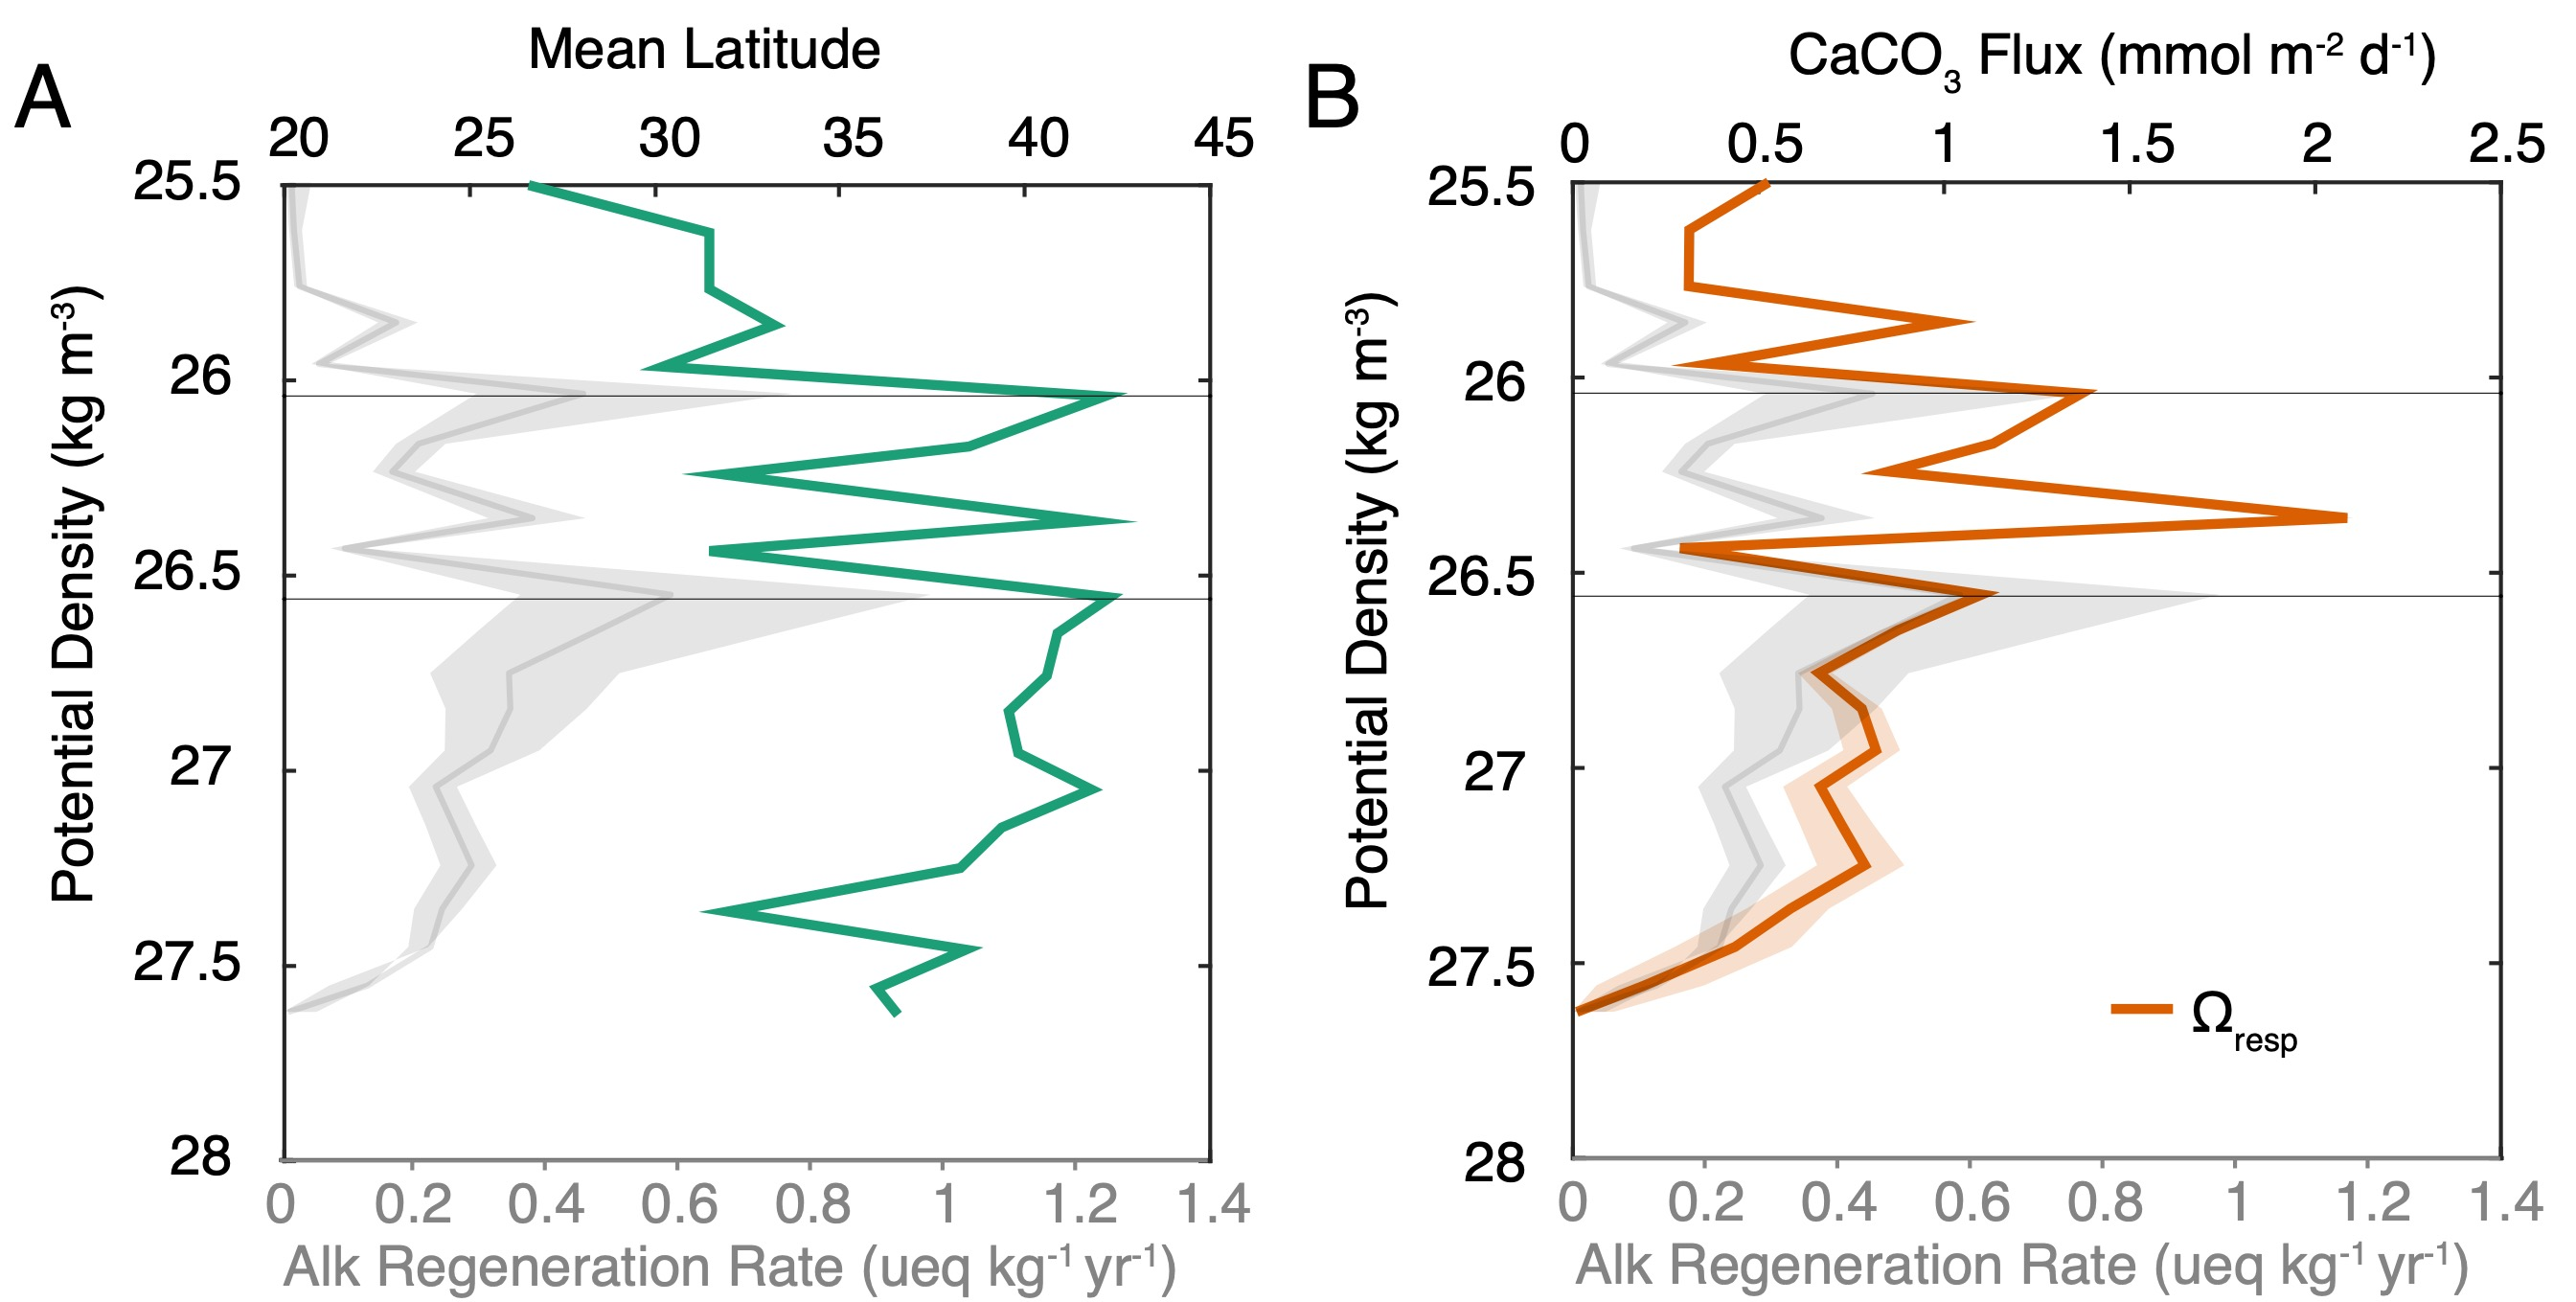 A
Mean Latitude
20 25 30 35 40 45
25.5
26
26.5
27
27.5
28
Potential Density (kg m⁻³)
0 0.2 0.4 0.6 0.8 1 1.2 1.4
Alk Regeneration Rate (ueq kg⁻¹ yr⁻¹)
B
CaCO₃ Flux (mmol m⁻² d⁻¹)
0 0.5 1 1.5 2 2.5
25.5
26
26.5
27
27.5
28
Potential Density (kg m⁻³)
Ωresp
0 0.2 0.4 0.6 0.8 1 1.2 1.4
Alk Regeneration Rate (ueq kg⁻¹ yr⁻¹)